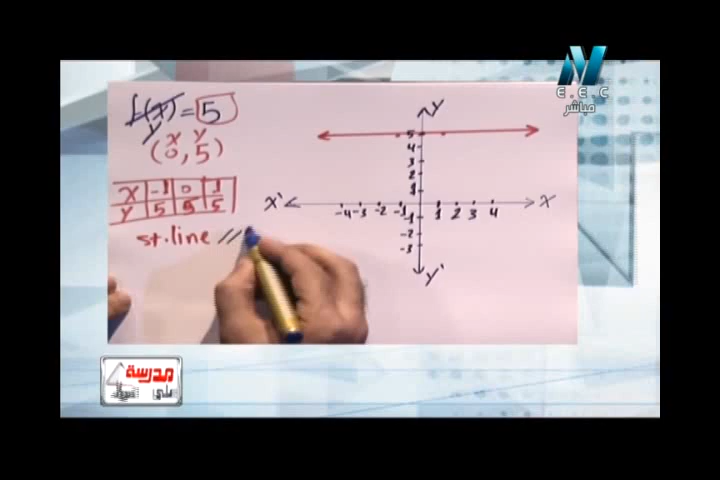 f(x) = 5
y
x y
(0, 5)
x -1 0 1
y 5 5 5
st.line //
y
5
4
3
2
1
x' -4 -3 -2 -1 1 2 3 4 x
-1
-2
-3
y'
N
E.E.C
مباشر
مدرسة